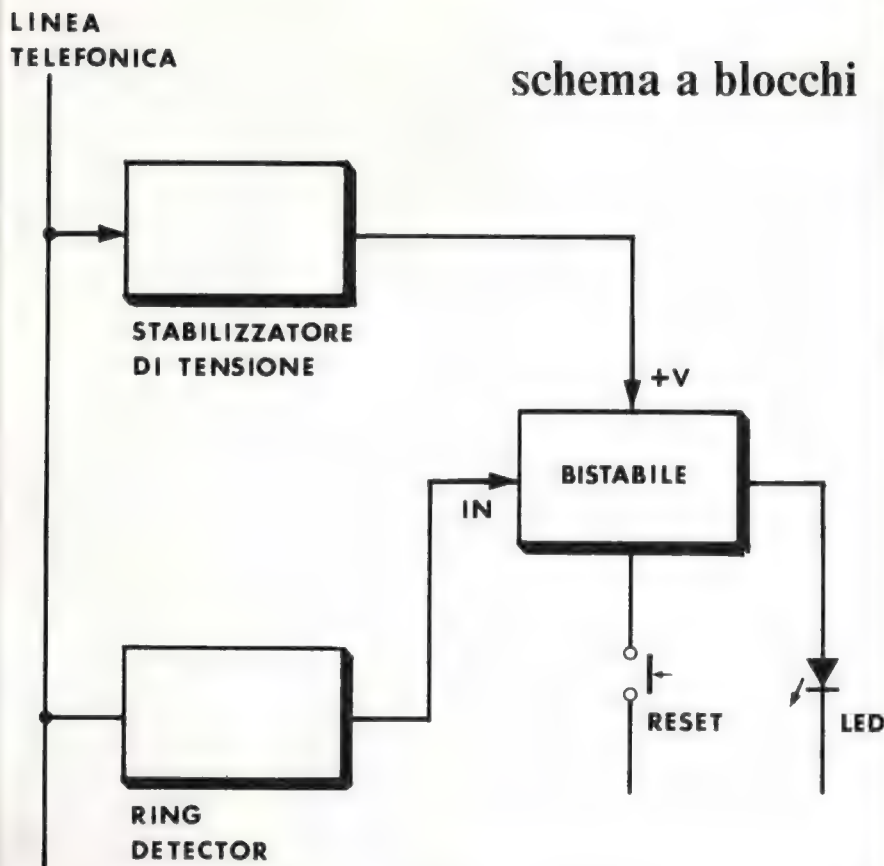 LINEA
TELEFONICA
schema a blocchi
STABILIZZATORE
DI TENSIONE
+V
BISTABILE
IN
RESET
LED
RING
DETECTOR